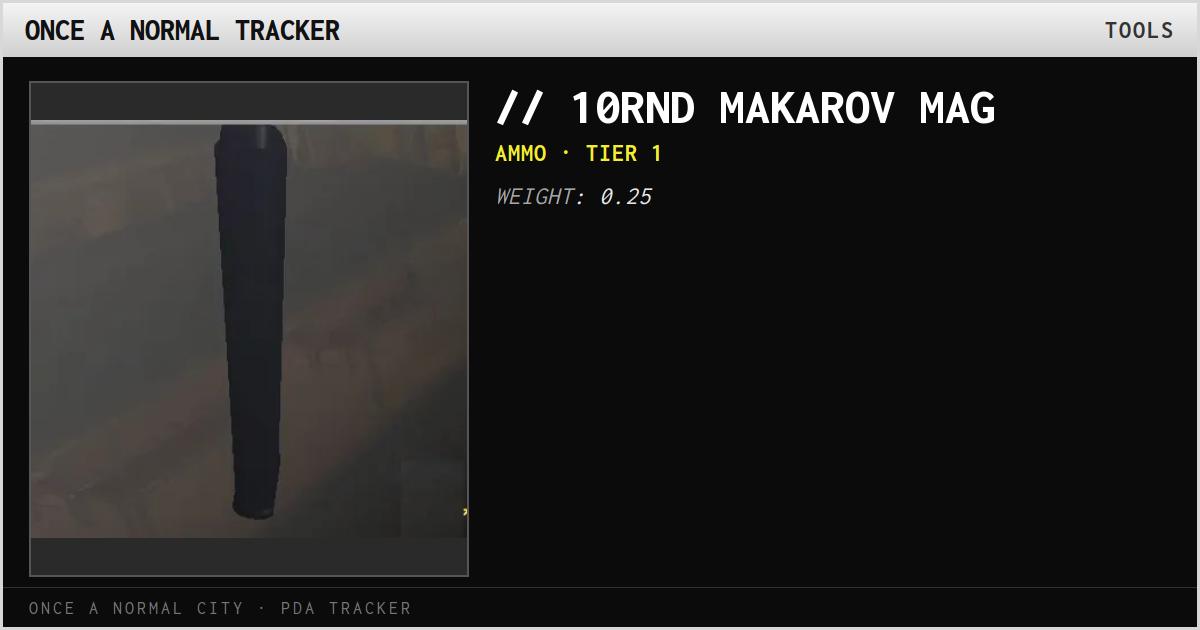 ONCE A NORMAL TRACKER
TOOLS
// 10RND MAKAROV MAG
AMMO · TIER 1
WEIGHT: 0.25
ONCE A NORMAL CITY · PDA TRACKER